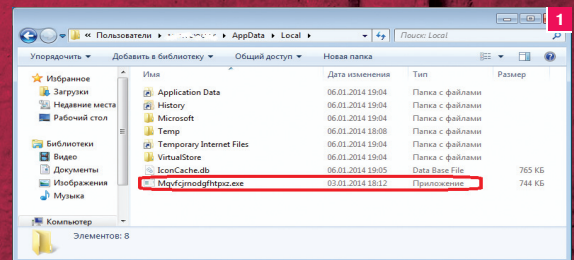 1
« Пользователи ▸ ▸ AppData ▸ Local ▸
Поиск: Local
Упорядочить ▾ Добавить в библиотеку ▾ Общий доступ ▾ Новая папка
Имя Дата изменения Тип Размер
Избранное
Загрузки
Недавние места
Рабочий стол
Библиотеки
Видео
Документы
Изображения
Музыка
Компьютер
Application Data 06.01.2014 19:04 Папка с файлами
History 06.01.2014 19:04 Папка с файлами
Microsoft 06.01.2014 19:04 Папка с файлами
Temp 06.01.2014 18:08 Папка с файлами
Temporary Internet Files 06.01.2014 19:04 Папка с файлами
VirtualStore 06.01.2014 19:04 Папка с файлами
IconCache.db 06.01.2014 19:05 Data Base File 765 КБ
03.01.2014 18:12 Приложение 744 КБ
Элементов: 8